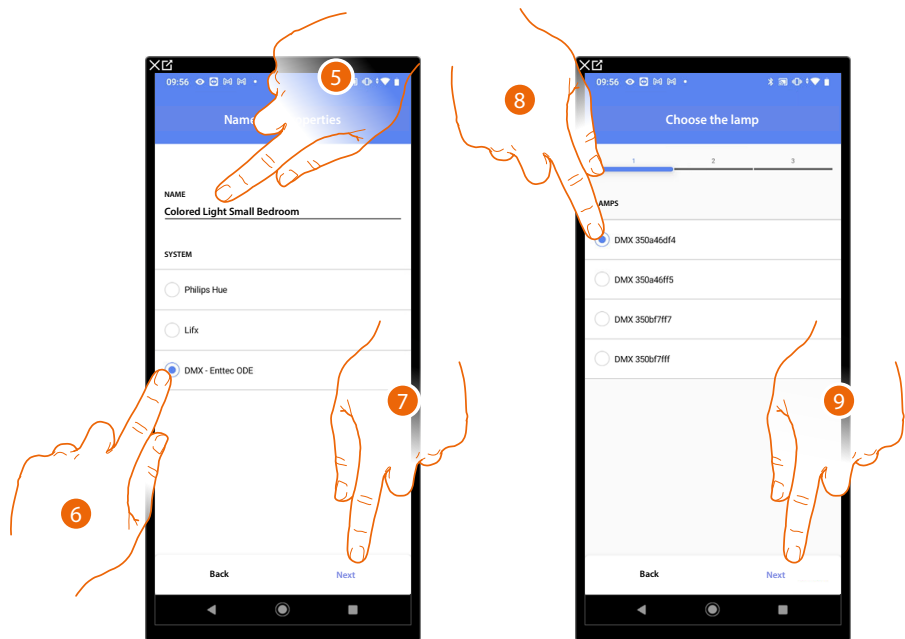 5
09:56
Name
NAME
Colored Light Small Bedroom
SYSTEM
Philips Hue
Lifx
DMX - Enttec ODE
6
7
Back
Next
8
09:56
Choose the lamp
1
2
3
DMX 350a46df4
DMX 350a46ff5
DMX 350bf7ff7
DMX 350bf7fff
9
Back
Next